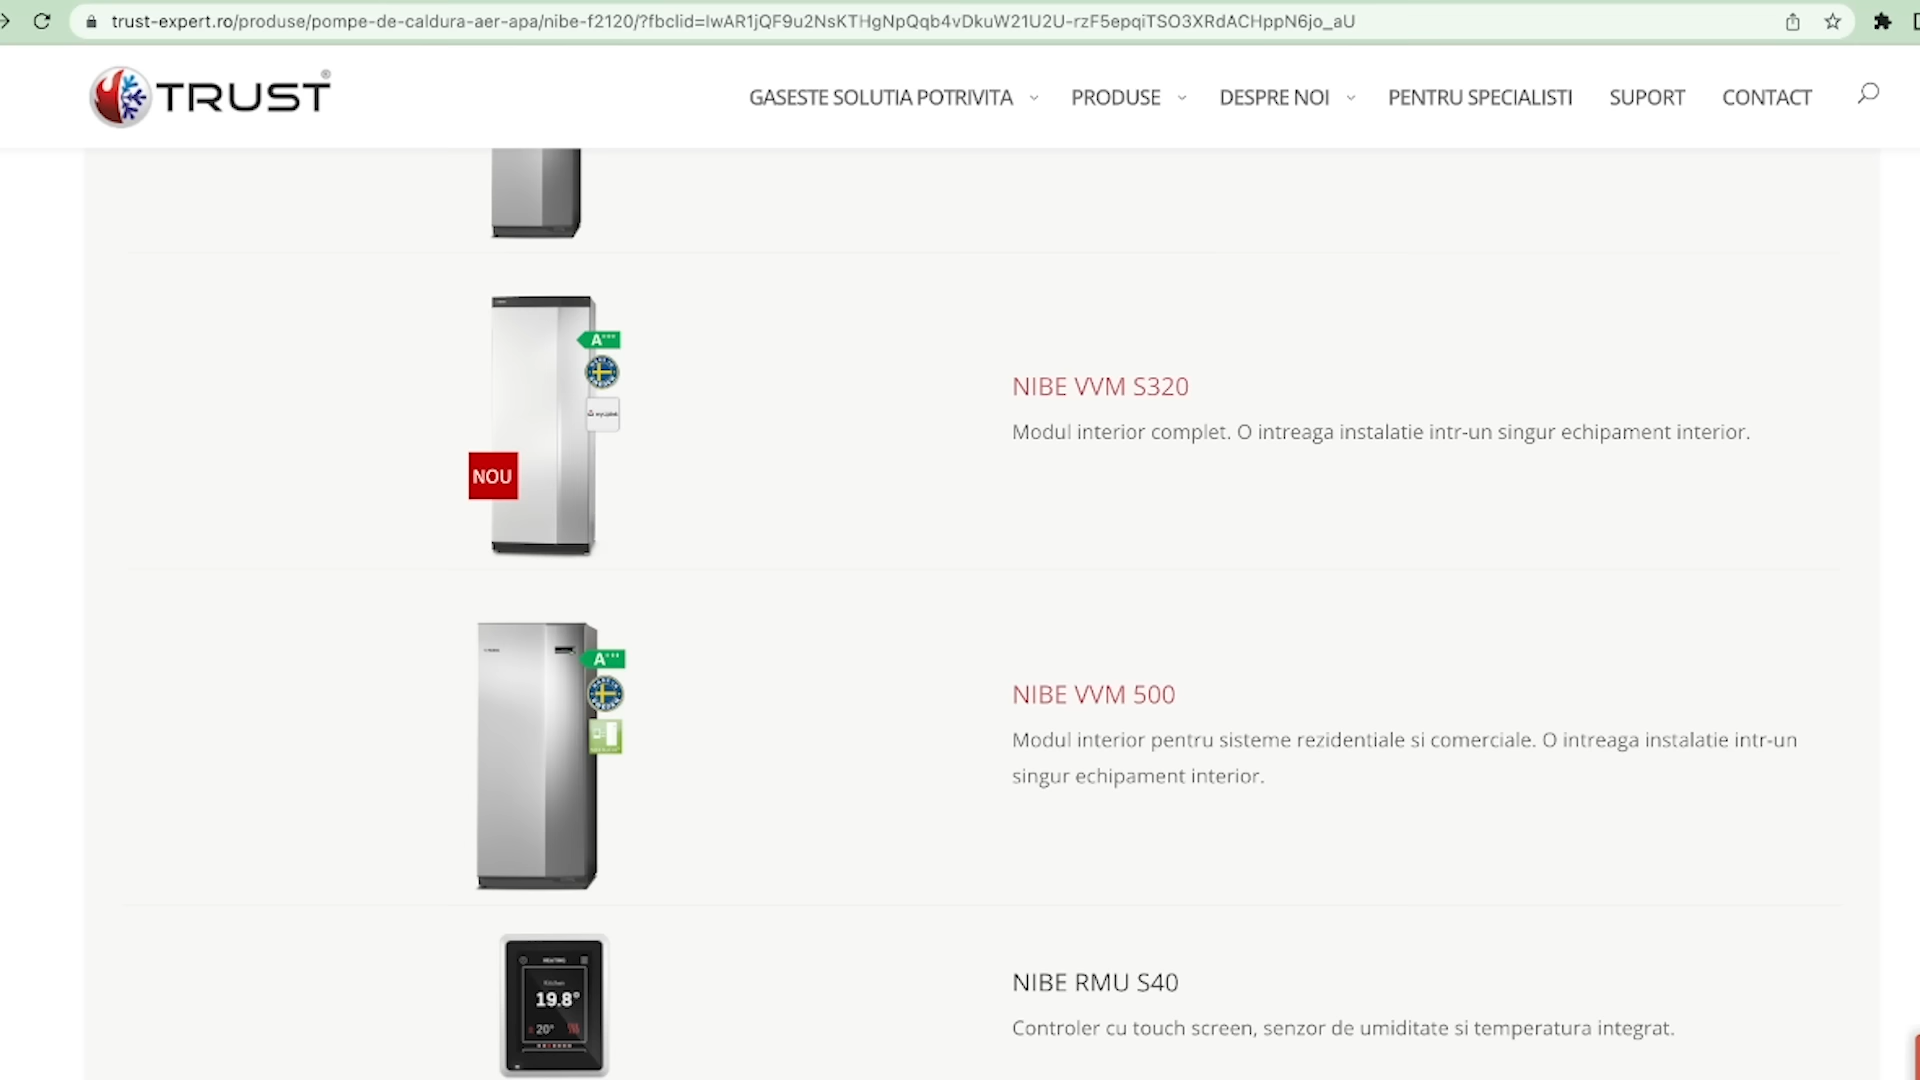 trust-expert.ro/produse/pompe-de-caldura-aer-apa/nibe-f2120/?fbclid=IwAR1jQF9u2NsKTHgNpQqb4vDkuW21U2U-rzF5epqiTSO3XRdACHppN6jo_aU
TRUST®
GASESTE SOLUTIA POTRIVITA PRODUSE DESPRE NOI PENTRU SPECIALISTI SUPORT CONTACT
A+++
NOU
NIBE VVM S320
Modul interior complet. O intreaga instalatie intr-un singur echipament interior.
A+++
NIBE VVM 500
Modul interior pentru sisteme rezidentiale si comerciale. O intreaga instalatie intr-un
singur echipament interior.
HEATING
Kitchen
19.8°
20°
NIBE RMU S40
Controler cu touch screen, senzor de umiditate si temperatura integrat.